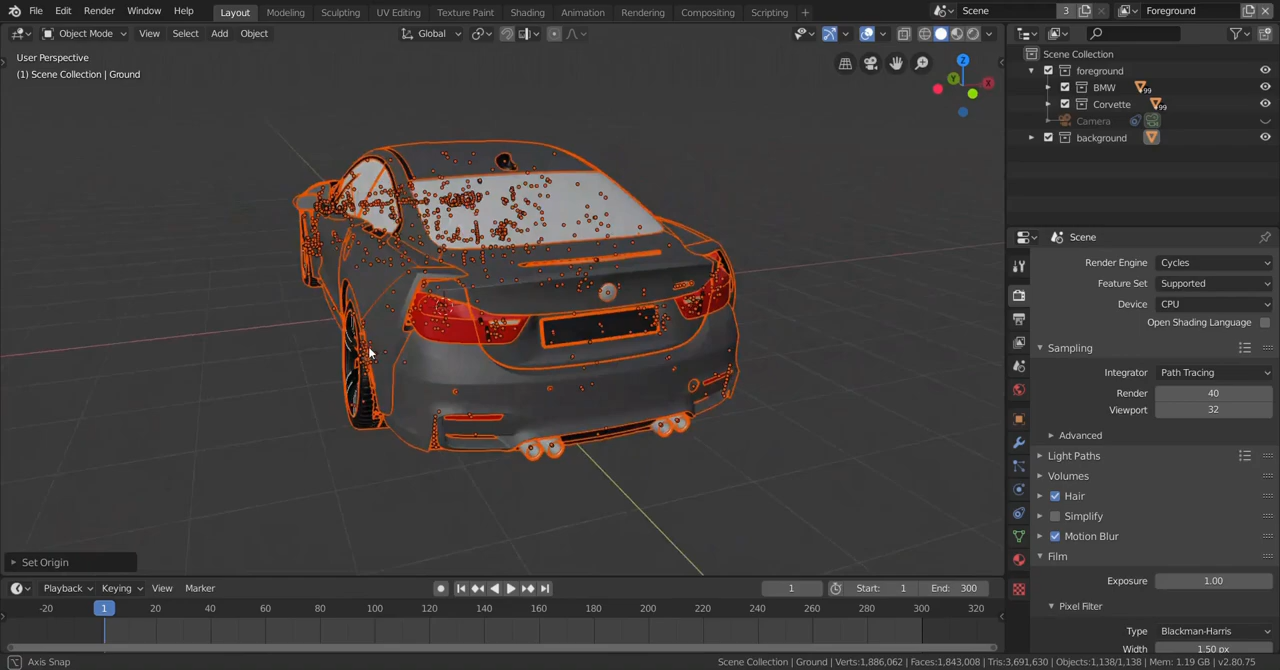 File Edit Render Window Help Layout Modeling Sculpting UV Editing Texture Paint Shading Animation Rendering Compositing Scripting + Scene 3 Foreground
Object Mode View Select Add Object Global
User Perspective
(1) Scene Collection | Ground
X
Y
Z
Scene Collection
foreground
BMW 99
Corvette 99
Camera
background
Scene
Render Engine Cycles
Feature Set Supported
Device CPU
Open Shading Language
Sampling
Integrator Path Tracing
Render 40
Viewport 32
Advanced
Light Paths
Volumes
Hair
Simplify
Motion Blur
Film
Exposure 1.00
Pixel Filter
Type Blackman-Harris
Width 1.50 px
Set Origin
Playback Keying View Marker 1 Start: 1 End: 300
-20 1 20 40 60 80 100 120 140 160 180 200 220 240 260 280 300 320
Axis Snap Scene Collection | Ground | Verts:1,886,062 | Faces:1,843,008 | Tris:3,691,630 | Objects:1,138/1,138 | Mem: 1.19 GB | v2.80.75